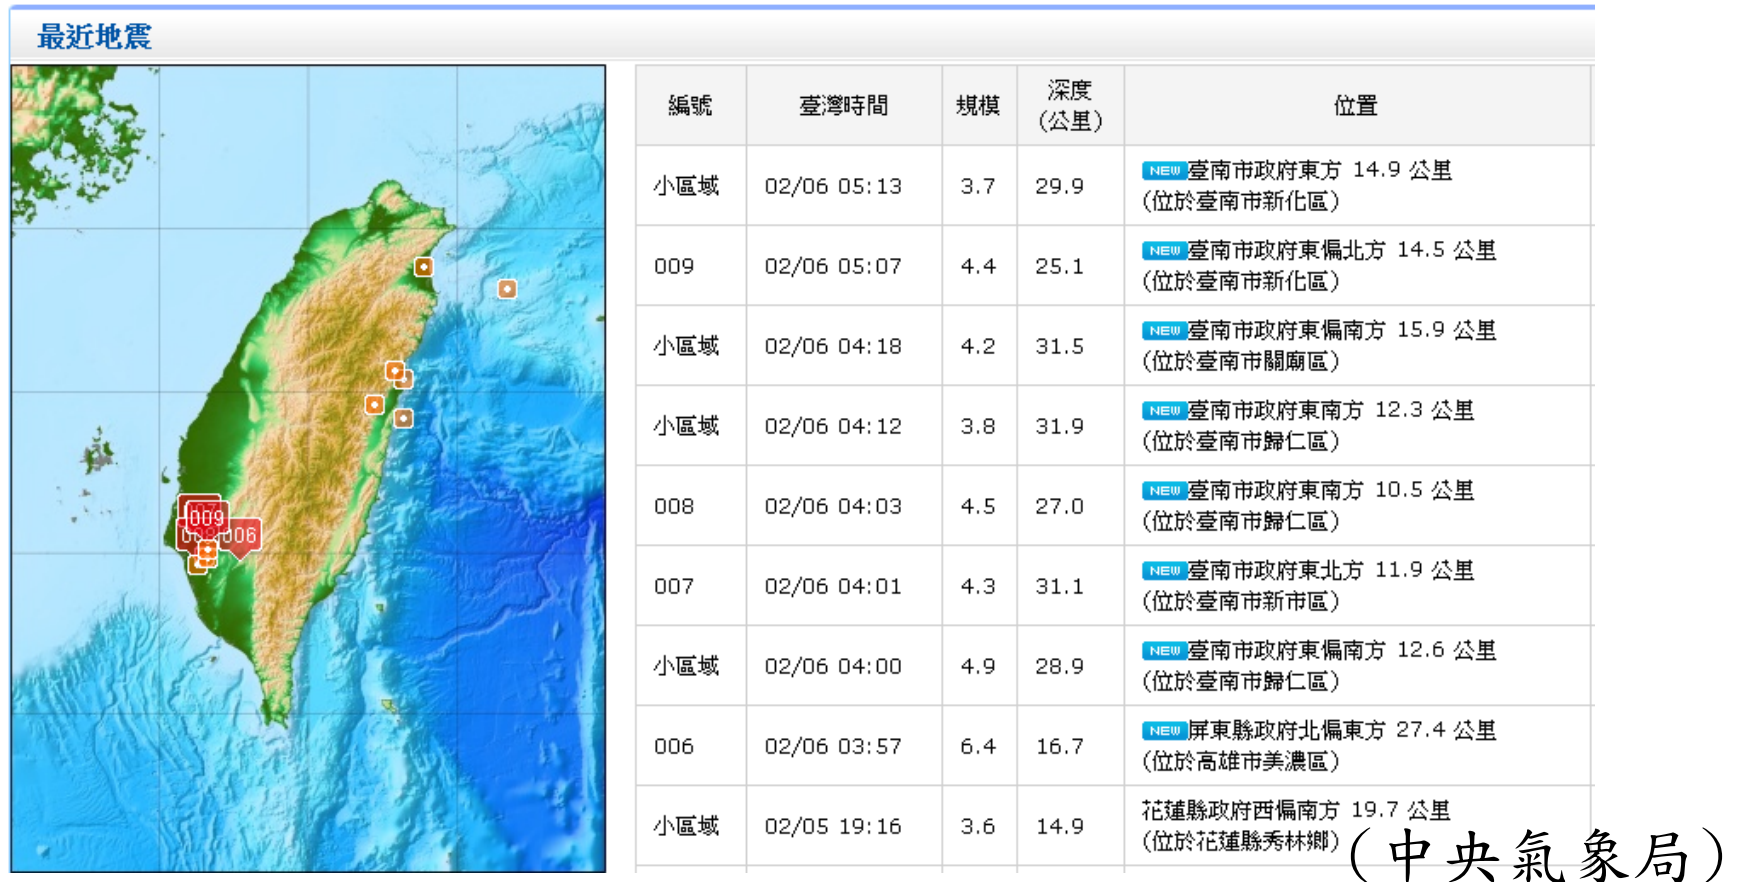 最近地震
編號 臺灣時間 規模 深度
(公里) 位置
小區域 02/06 05:13 3.7 29.9 NEW臺南市政府東方 14.9 公里
(位於臺南市新化區)
009 02/06 05:07 4.4 25.1 NEW臺南市政府東偏北方 14.5 公里
(位於臺南市新化區)
小區域 02/06 04:18 4.2 31.5 NEW臺南市政府東偏南方 15.9 公里
(位於臺南市關廟區)
小區域 02/06 04:12 3.8 31.9 NEW臺南市政府東南方 12.3 公里
(位於臺南市歸仁區)
008 02/06 04:03 4.5 27.0 NEW臺南市政府東南方 10.5 公里
(位於臺南市歸仁區)
007 02/06 04:01 4.3 31.1 NEW臺南市政府東北方 11.9 公里
(位於臺南市新市區)
小區域 02/06 04:00 4.9 28.9 NEW臺南市政府東偏南方 12.6 公里
(位於臺南市歸仁區)
006 02/06 03:57 6.4 16.7 NEW屏東縣政府北偏東方 27.4 公里
(位於高雄市美濃區)
小區域 02/05 19:16 3.6 14.9 花蓮縣政府西偏南方 19.7 公里
(位於花蓮縣秀林鄉)
(中央氣象局)
009
006